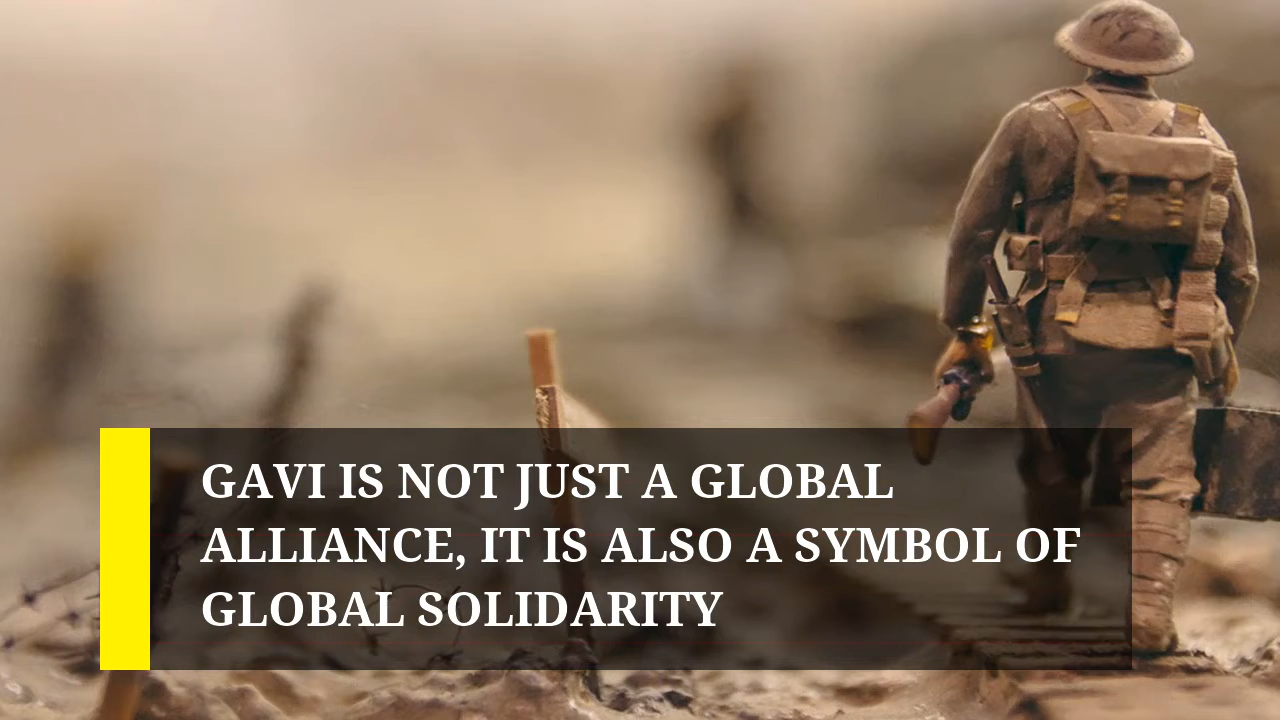 GAVI IS NOT JUST A GLOBAL
ALLIANCE, IT IS ALSO A SYMBOL OF
GLOBAL SOLIDARITY